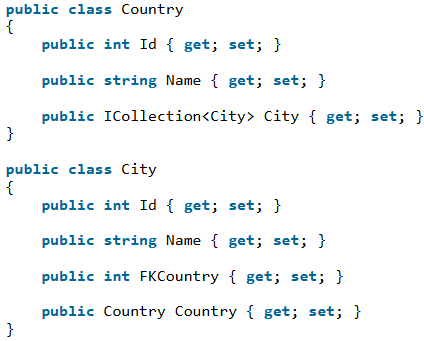 public class Country
{
    public int Id { get; set; }
    public string Name { get; set; }
    public ICollection<City> City { get; set; }
}
public class City
{
    public int Id { get; set; }
    public string Name { get; set; }
    public int FKCountry { get; set; }
    public Country Country { get; set; }
}